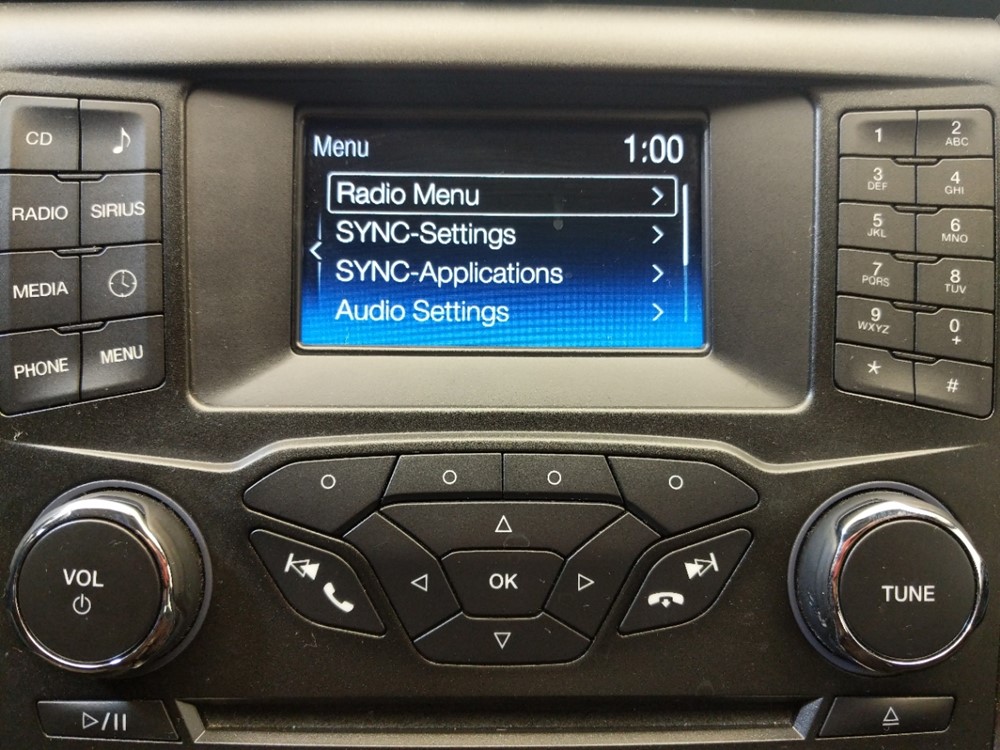 Menu 1:00
Radio Menu
SYNC-Settings
SYNC-Applications
Audio Settings
CD
RADIO SIRIUS
MEDIA
PHONE MENU
1 2 ABC
3 DEF 4 GHI
5 JKL 6 MNO
7 PQRS 8 TUV
9 WXYZ 0 +
* #
OK
VOL
TUNE